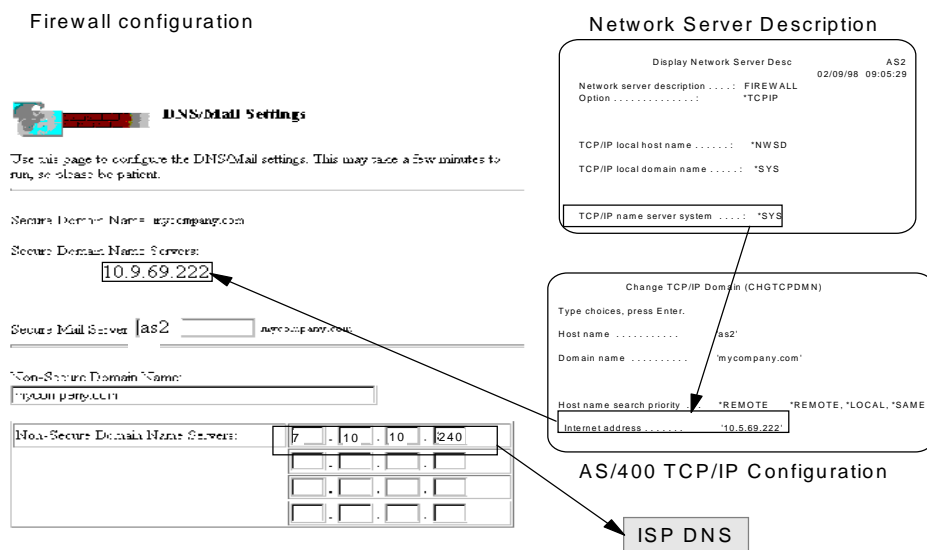 Firewall configuration
DNS/Mail Settings
Use this page to configure the DNS/Mail settings. This may take a few minutes to
run, so please be patient.
Secure Domain Name: mycompany.com
Secure Domain Name Servers:
10.9.69.222
Secure Mail Server as2 .mycompany.com
Non-Secure Domain Name:
mycompany.com
Non-Secure Domain Name Servers: 7 . 10 . 10 . 240
. . .
. . .
. . .
Network Server Description
Display Network Server Desc AS2
02/09/98 09:05:29
Network server description . . . . : FIREWALL
Option . . . . . . . . . . . . . . : *TCPIP
TCP/IP local host name . . . . . . : *NWSD
TCP/IP local domain name . . . . . : *SYS
TCP/IP name server system . . . . : *SYS
Change TCP/IP Domain (CHGTCPDMN)
Type choices, press Enter.
Host name . . . . . . . . . . . 'as2'
Domain name . . . . . . . . . . 'mycompany.com'
Host name search priority . . . *REMOTE *REMOTE, *LOCAL, *SAME
Internet address . . . . . . . '10.5.69.222'
AS/400 TCP/IP Configuration
ISP DNS